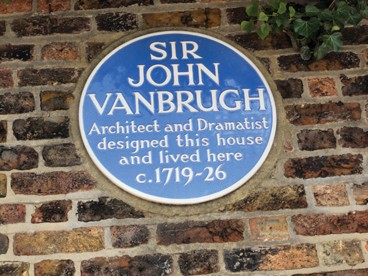 SIR
JOHN
VANBRUGH
Architect and Dramatist
designed this house
and lived here
c.1719-26